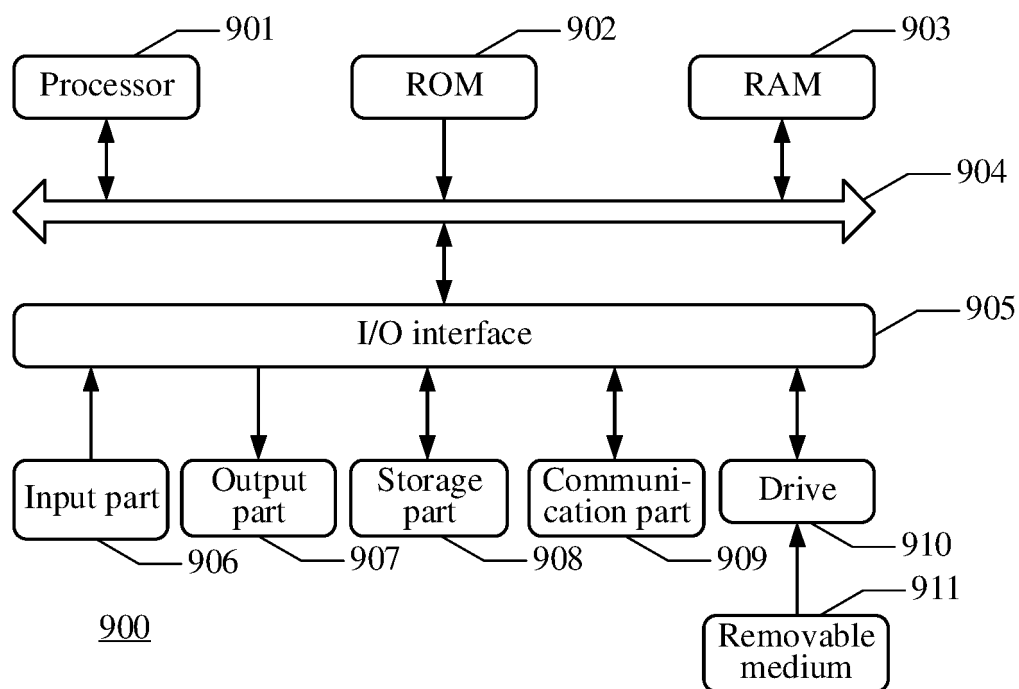 901
902
903
Processor
ROM
RAM
904
905
I/O interface
Input part
Output
part
Storage
part
Communi-
cation part
Drive
906
907
908
909
910
911
900
Removable
medium